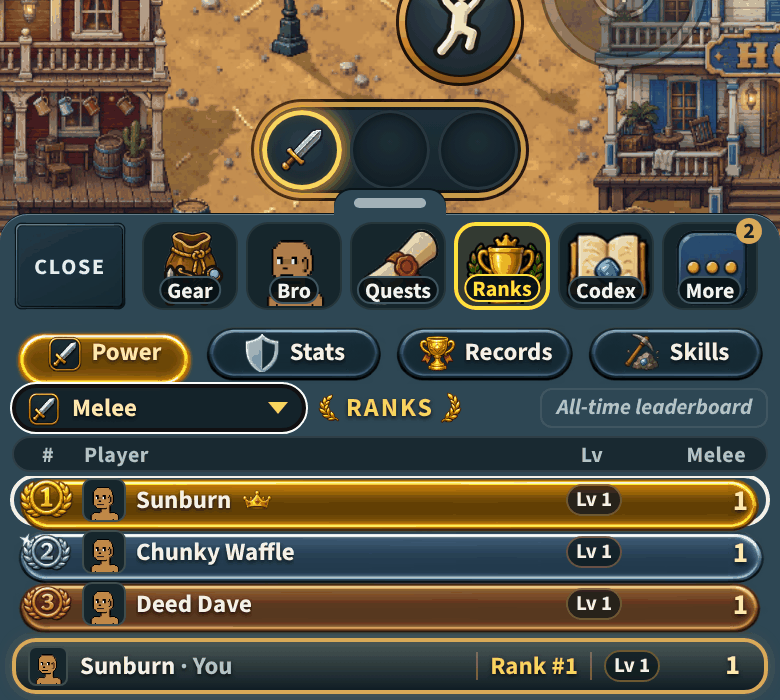 HO
2
CLOSE
Gear
Bro
Quests
Ranks
Codex
More
Power
Stats
Records
Skills
Melee
RANKS
All-time leaderboard
# Player Lv Melee
1 Sunburn Lv 1 1
2 Chunky Waffle Lv 1 1
3 Deed Dave Lv 1 1
Sunburn · You Rank #1 Lv 1 1